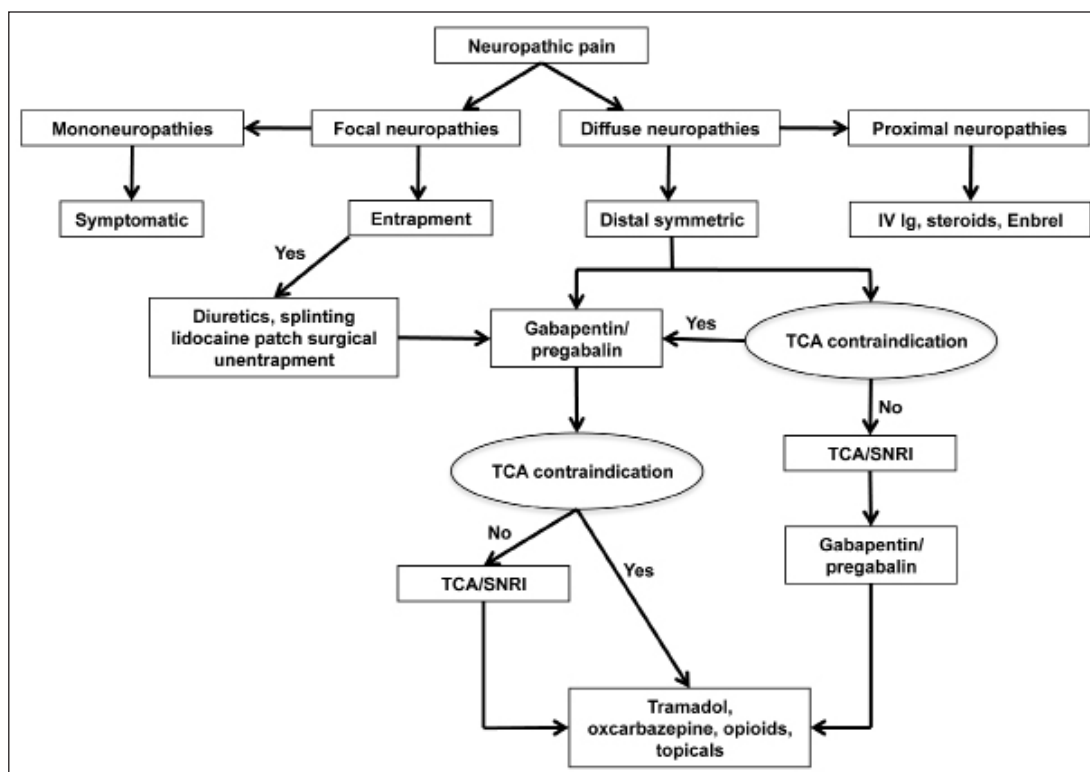 Neuropathic pain
Mononeuropathies
Focal neuropathies
Diffuse neuropathies
Proximal neuropathies
Symptomatic
Entrapment
Distal symmetric
IV Ig, steroids, Enbrel
Yes
Diuretics, splinting
lidocaine patch surgical
unentrapment
Gabapentin/
pregabalin
Yes
TCA contraindication
No
TCA contraindication
TCA/SNRI
No
Yes
TCA/SNRI
Gabapentin/
pregabalin
Tramadol,
oxcarbazepine, opioids,
topicals